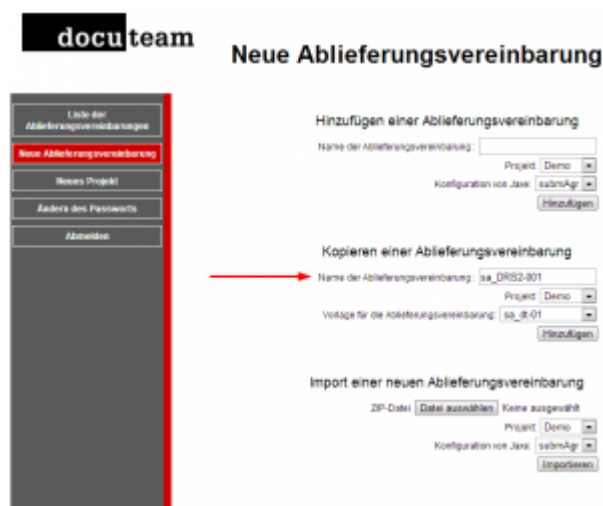 docuteam
Neue Ablieferungsvereinbarung
Liste der
Ablieferungsvereinbarungen
Neue Ablieferungsvereinbarung
Neues Projekt
Ändern des Passworts
Abmelden
Hinzufügen einer Ablieferungsvereinbarung
Name der Ablieferungsvereinbarung:
Projekt: Demo
Konfiguration von Jaxe: submAgr
Hinzufügen
Kopieren einer Ablieferungsvereinbarung
Name der Ablieferungsvereinbarung: sa_DRS2-001
Projekt: Demo
Vorlage für die Ablieferungsvereinbarung: sa_dt-01
Hinzufügen
Import einer neuen Ablieferungsvereinbarung
ZIP-Datei: Datei auswählen Keine ausgewählt
Projekt: Demo
Konfiguration von Jaxe: submAgr
Importieren